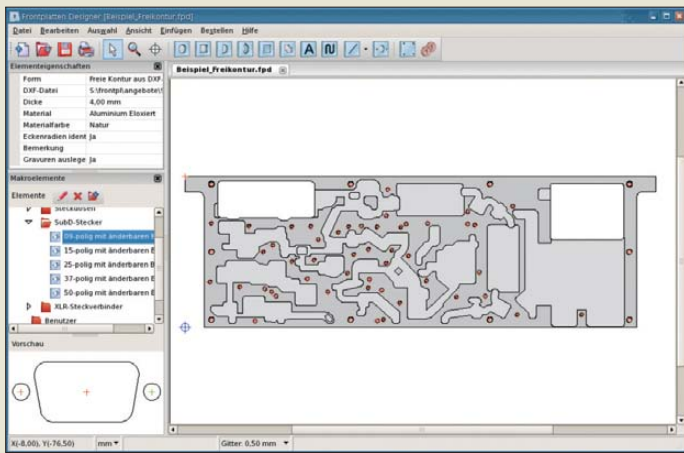 Frontplatten Designer [Beispiel_Freikontur.fpd]
Datei Bearbeiten Auswahl Ansicht Einfügen Bestellen Hilfe
Elementeigenschaften
Form Freie Kontur aus DXF-
DXF-Datei S:\frontpl\angebote\
Dicke 4,00 mm
Material Aluminium Eloxiert
Materialfarbe Natur
Eckenradien ident Ja
Bemerkung
Gravuren auslege Ja
Makroelemente
Elemente
Steckdosen
SubD-Stecker
09-polig mit änderbaren
15-polig mit änderbaren B
25-polig mit änderbaren B
37-polig mit änderbaren B
50-polig mit änderbaren B
XLR-Steckverbinder
Benutzer
Vorschau
Beispiel_Freikontur.fpd
A
X(-8,00), Y(-76,50) mm Gitter: 0,50 mm